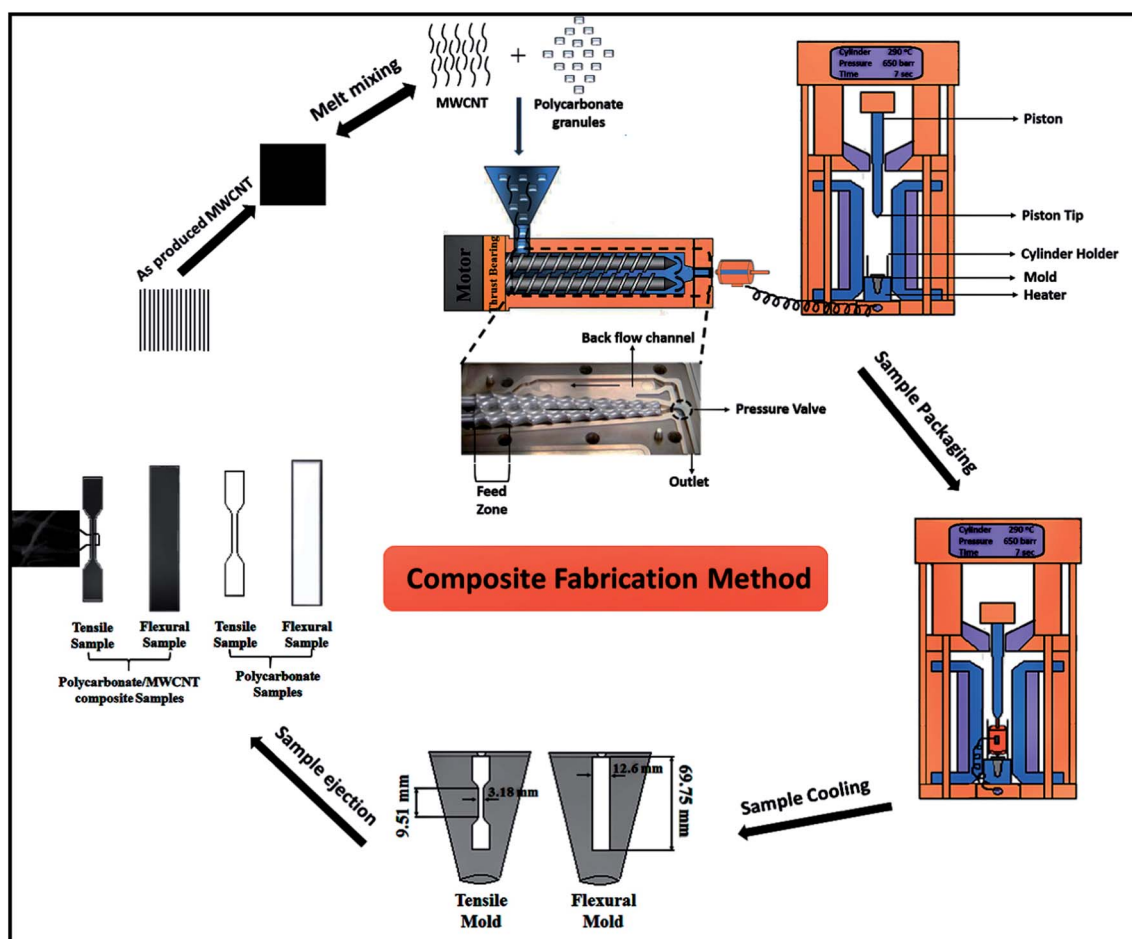 Melt mixing
MWCNT
+
Polycarbonate
granules
As produced MWCNT
Motor
Thrust Bearing
Back flow channel
Pressure Valve
Outlet
Feed
Zone
Cylinder 290 °C
Pressure 650 barr
Time 7 sec
Piston
Piston Tip
Cylinder Holder
Mold
Heater
Sample Packaging
Cylinder 290 °C
Pressure 650 barr
Time 7 sec
Composite Fabrication Method
Sample Cooling
9.51 mm
3.18 mm
12.6 mm
69.75 mm
Tensile
Mold
Flexural
Mold
Sample ejection
Tensile
Sample
Flexural
Sample
Tensile
Sample
Flexural
Sample
Polycarbonate/MWCNT
composite Samples
Polycarbonate
Samples